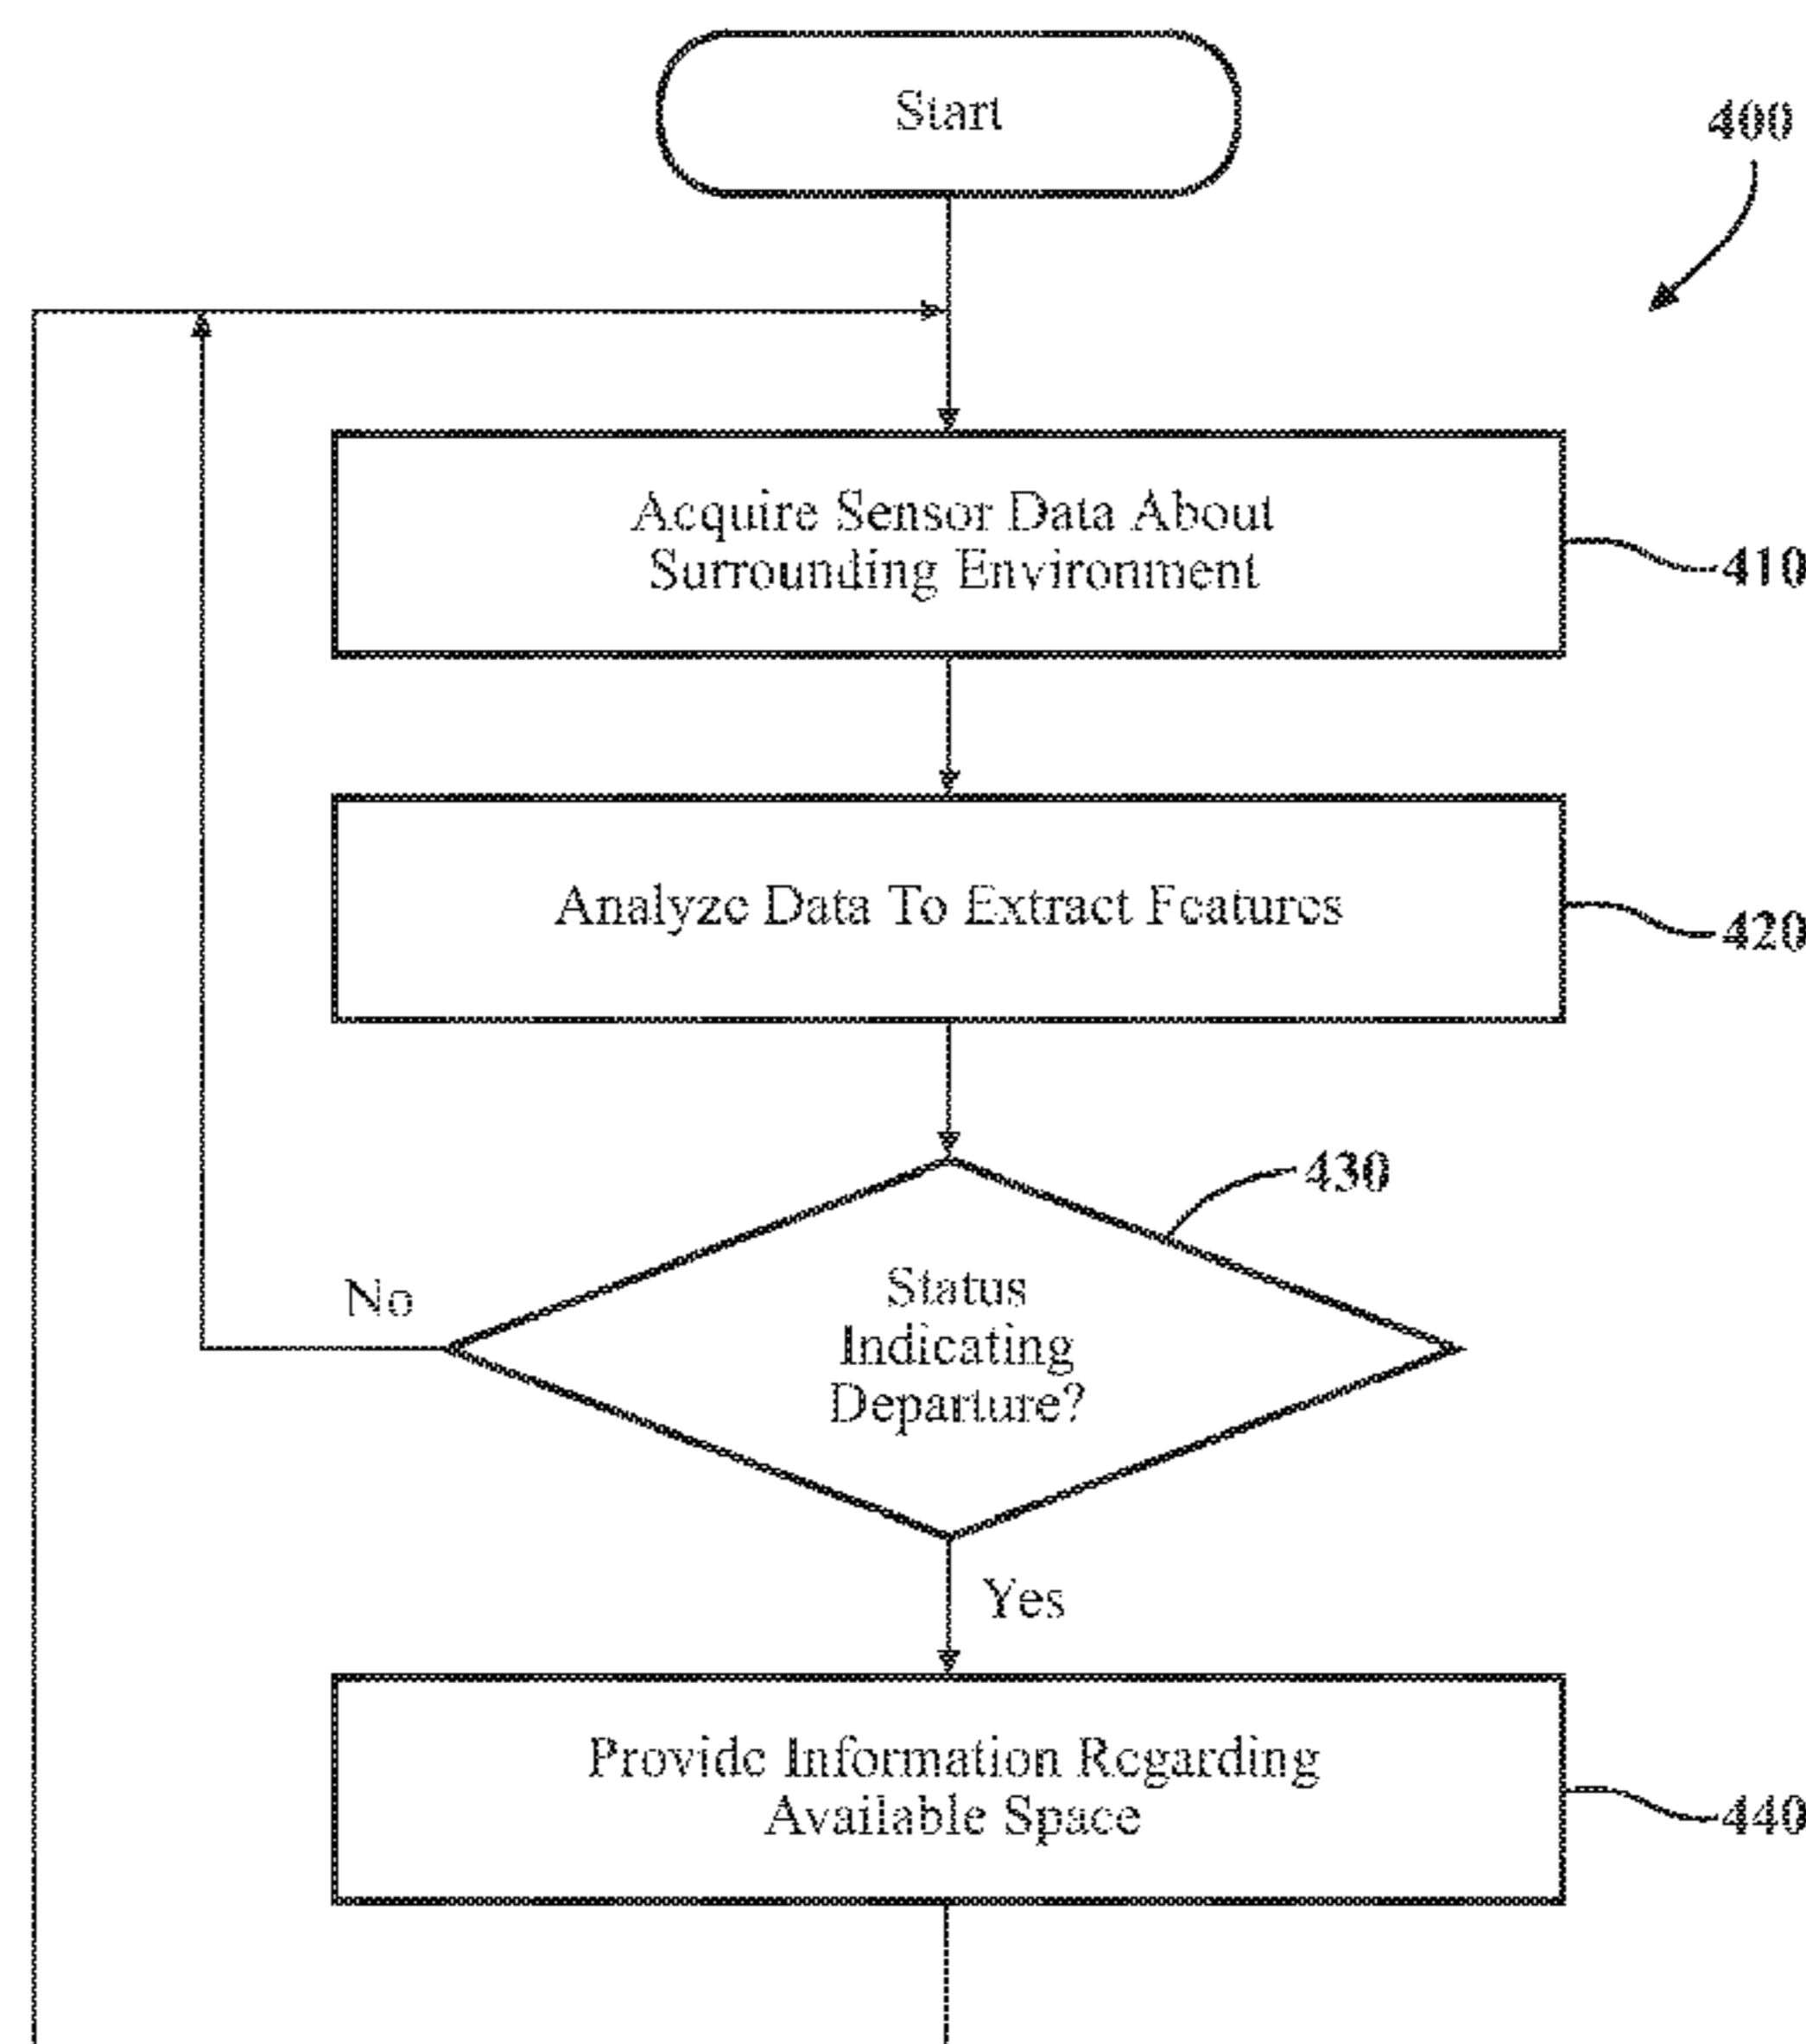 Start
400
Acquire Sensor Data About
Surrounding Environment
410
Analyze Data To Extract Features
420
430
Status
Indicating
Departure?
No
Yes
Provide Information Regarding
Available Space
440